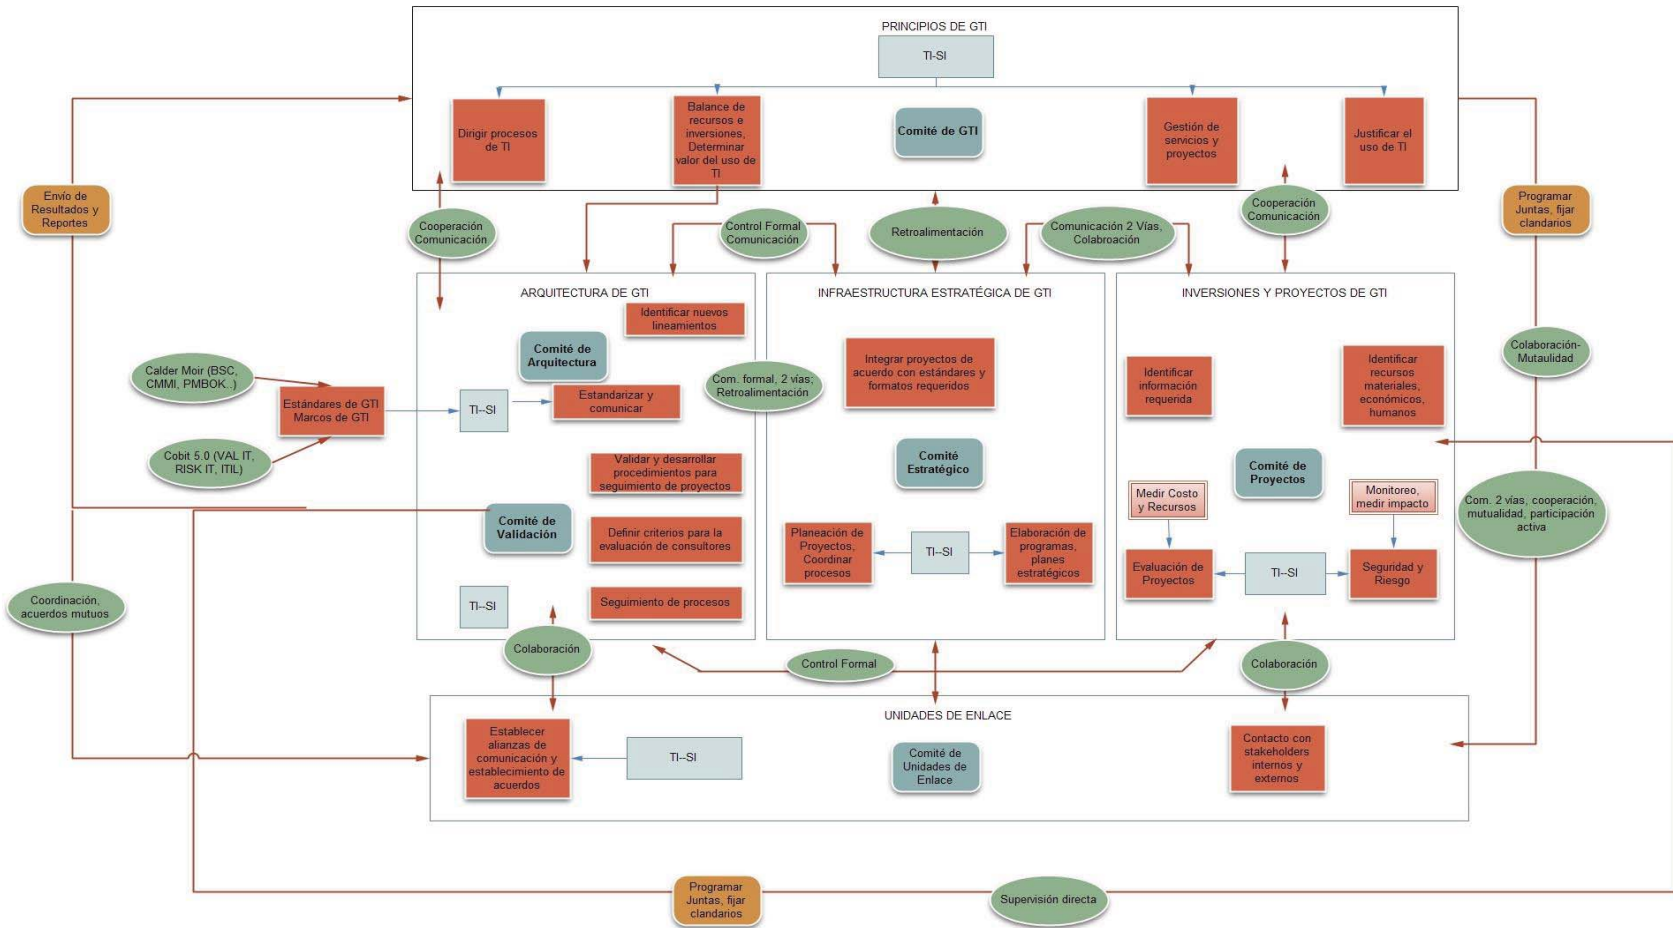 PRINCIPIOS DE GTI
TI-SI
Dirigir procesos
de TI
Balance de
recursos e
inversiones,
Determinar
valor del uso de
TI
Comité de GTI
Gestión de
servicios y
proyectos
Justificar el
uso de TI
Envío de
Resultados y
Reportes
Cooperación
Comunicación
Control Formal
Comunicación
Retroalimentación
Comunicación 2 Vías,
Colabroación
Cooperación
Comunicación
Programar
Juntas, fijar
clandarios
ARQUITECTURA DE GTI
Identificar nuevos
lineamientos
Comité de
Arquitectura
Calder Moir (BSC,
CMMI, PMBOK..)
Estándares de GTI
Marcos de GTI
Cobit 5.0 (VAL IT,
RISK IT, ITIL)
TI--SI
Estandarizar y
comunicar
Validar y desarrollar
procedimientos para
seguimiento de proyectos
Comité de
Validación
Definir criterios para la
evaluación de consultores
TI--SI
Seguimiento de procesos
Com. formal, 2 vías;
Retroalimentación
INFRAESTRUCTURA ESTRATÉGICA DE GTI
Integrar proyectos de
acuerdo con estándares y
formatos requeridos
Comité
Estratégico
Planeación de
Proyectos,
Coordinar
procesos
TI--SI
Elaboración de
programas,
planes
estratégicos
INVERSIONES Y PROYECTOS DE GTI
Identificar
información
requerida
Identificar
recursos
materiales,
económicos,
humanos
Comité de
Proyectos
Medir Costo
y Recursos
Monitoreo,
medir impacto
Evaluación de
Proyectos
TI--SI
Seguridad y
Riesgo
Colaboración-
Mutaulidad
Com. 2 vías, cooperación,
mutualidad, participación
activa
Coordinación,
acuerdos mutuos
Colaboración
Control Formal
Colaboración
UNIDADES DE ENLACE
Establecer
alianzas de
comunicación y
establecimiento de
acuerdos
TI--SI
Comité de
Unidades de
Enlace
Contacto con
stakeholders
internos y
externos
Programar
Juntas, fijar
clandarios
Supervisión directa